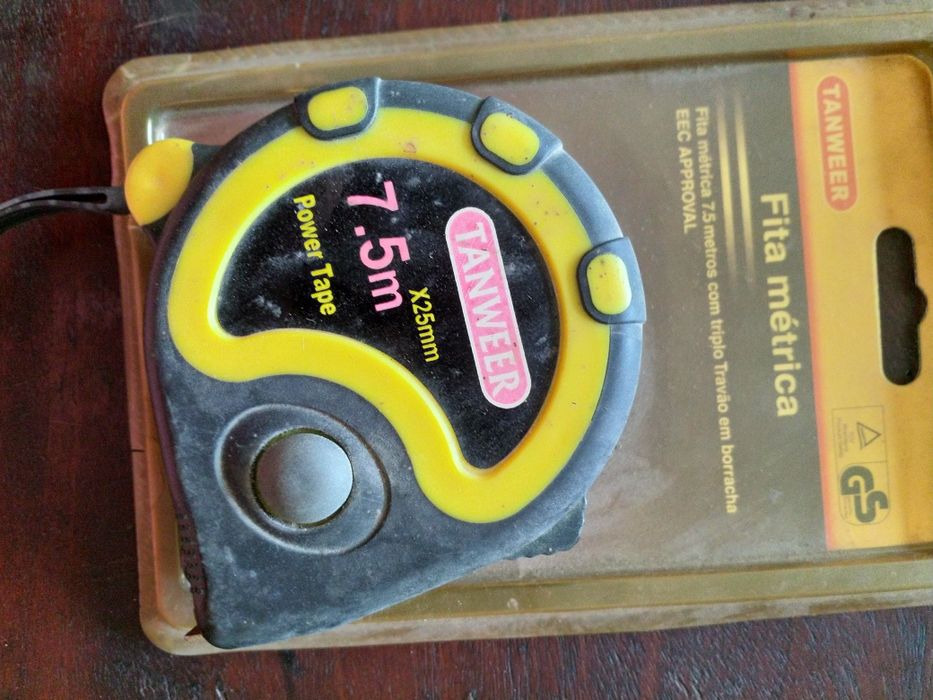 TANWEER
Fita métrica
Fita métrica 7.5 metros com triplo Travão em borracha
EEC APPROVAL
GS
TANWEER
X25mm
7.5m
Power Tape